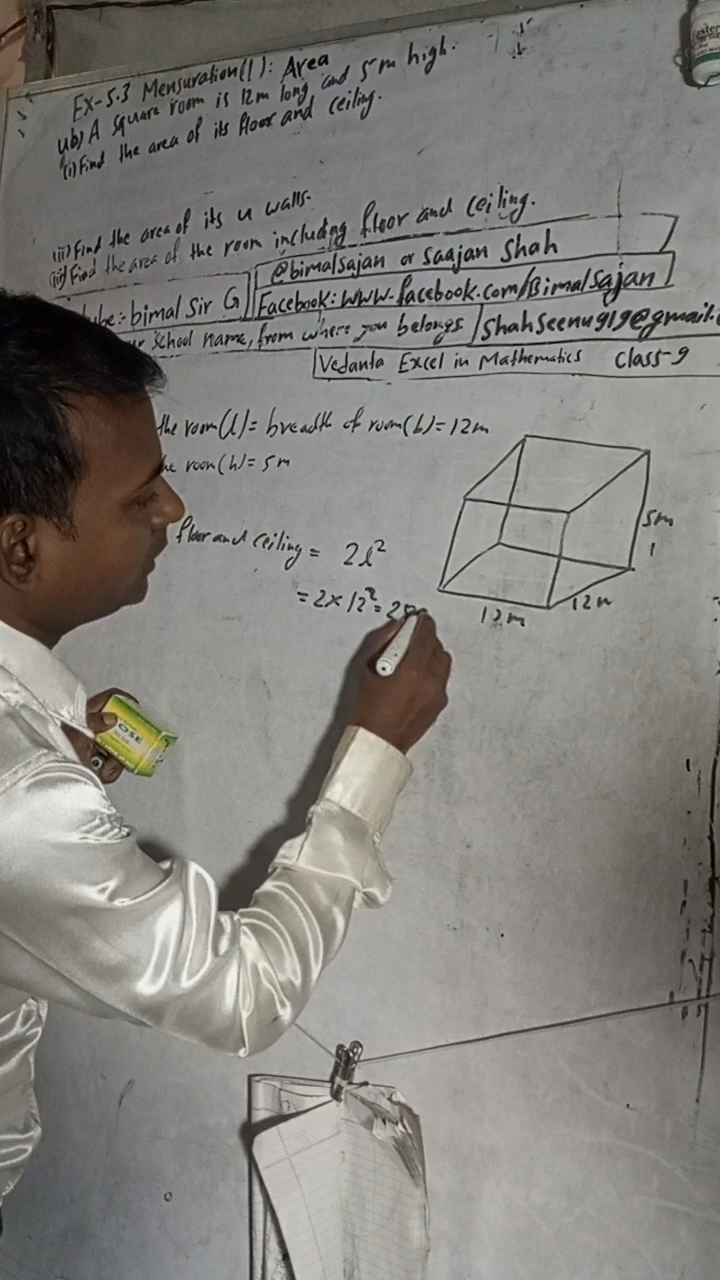 Ex-5.3 Mensuration(I): Area
4b) A square room is 12m long and 5m high.
(i) Find the area of its floor and ceiling.
(ii) Find the area of its 4 walls.
(iii) Find the area of the room including floor and ceiling.
@bimalsajan or saajan Shah
bimal Sir G
Facebook: www.facebook.com/Bimalsajan
school name, from where you belongs
shahseenu919@gmail.
Vedanta Excel in Mathematics Class-9
the room(l) = breadth of room(b) = 12m
room(h) = 5m
floor and ceiling = 2l²
= 2×12² = 2
5m
12m
12m
OSE